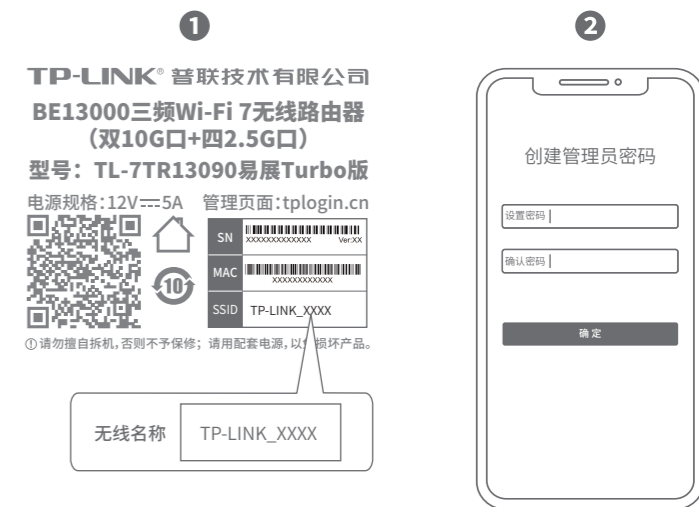 1
TP-LINK® 普联技术有限公司
BE13000三频Wi-Fi 7无线路由器
（双10G口+四2.5G口）
型号：TL-7TR13090易展Turbo版
电源规格：12V⎓5A 管理页面：tplogin.cn
10
SN
XXXXXXXXXXXXX Ver:XX
MAC
XXXXXXXXXXXX
SSID TP-LINK_XXXX
①请勿擅自拆机，否则不予保修；请用配套电源，以免损坏产品。
无线名称 TP-LINK_XXXX
2
创建管理员密码
设置密码
确认密码
确定